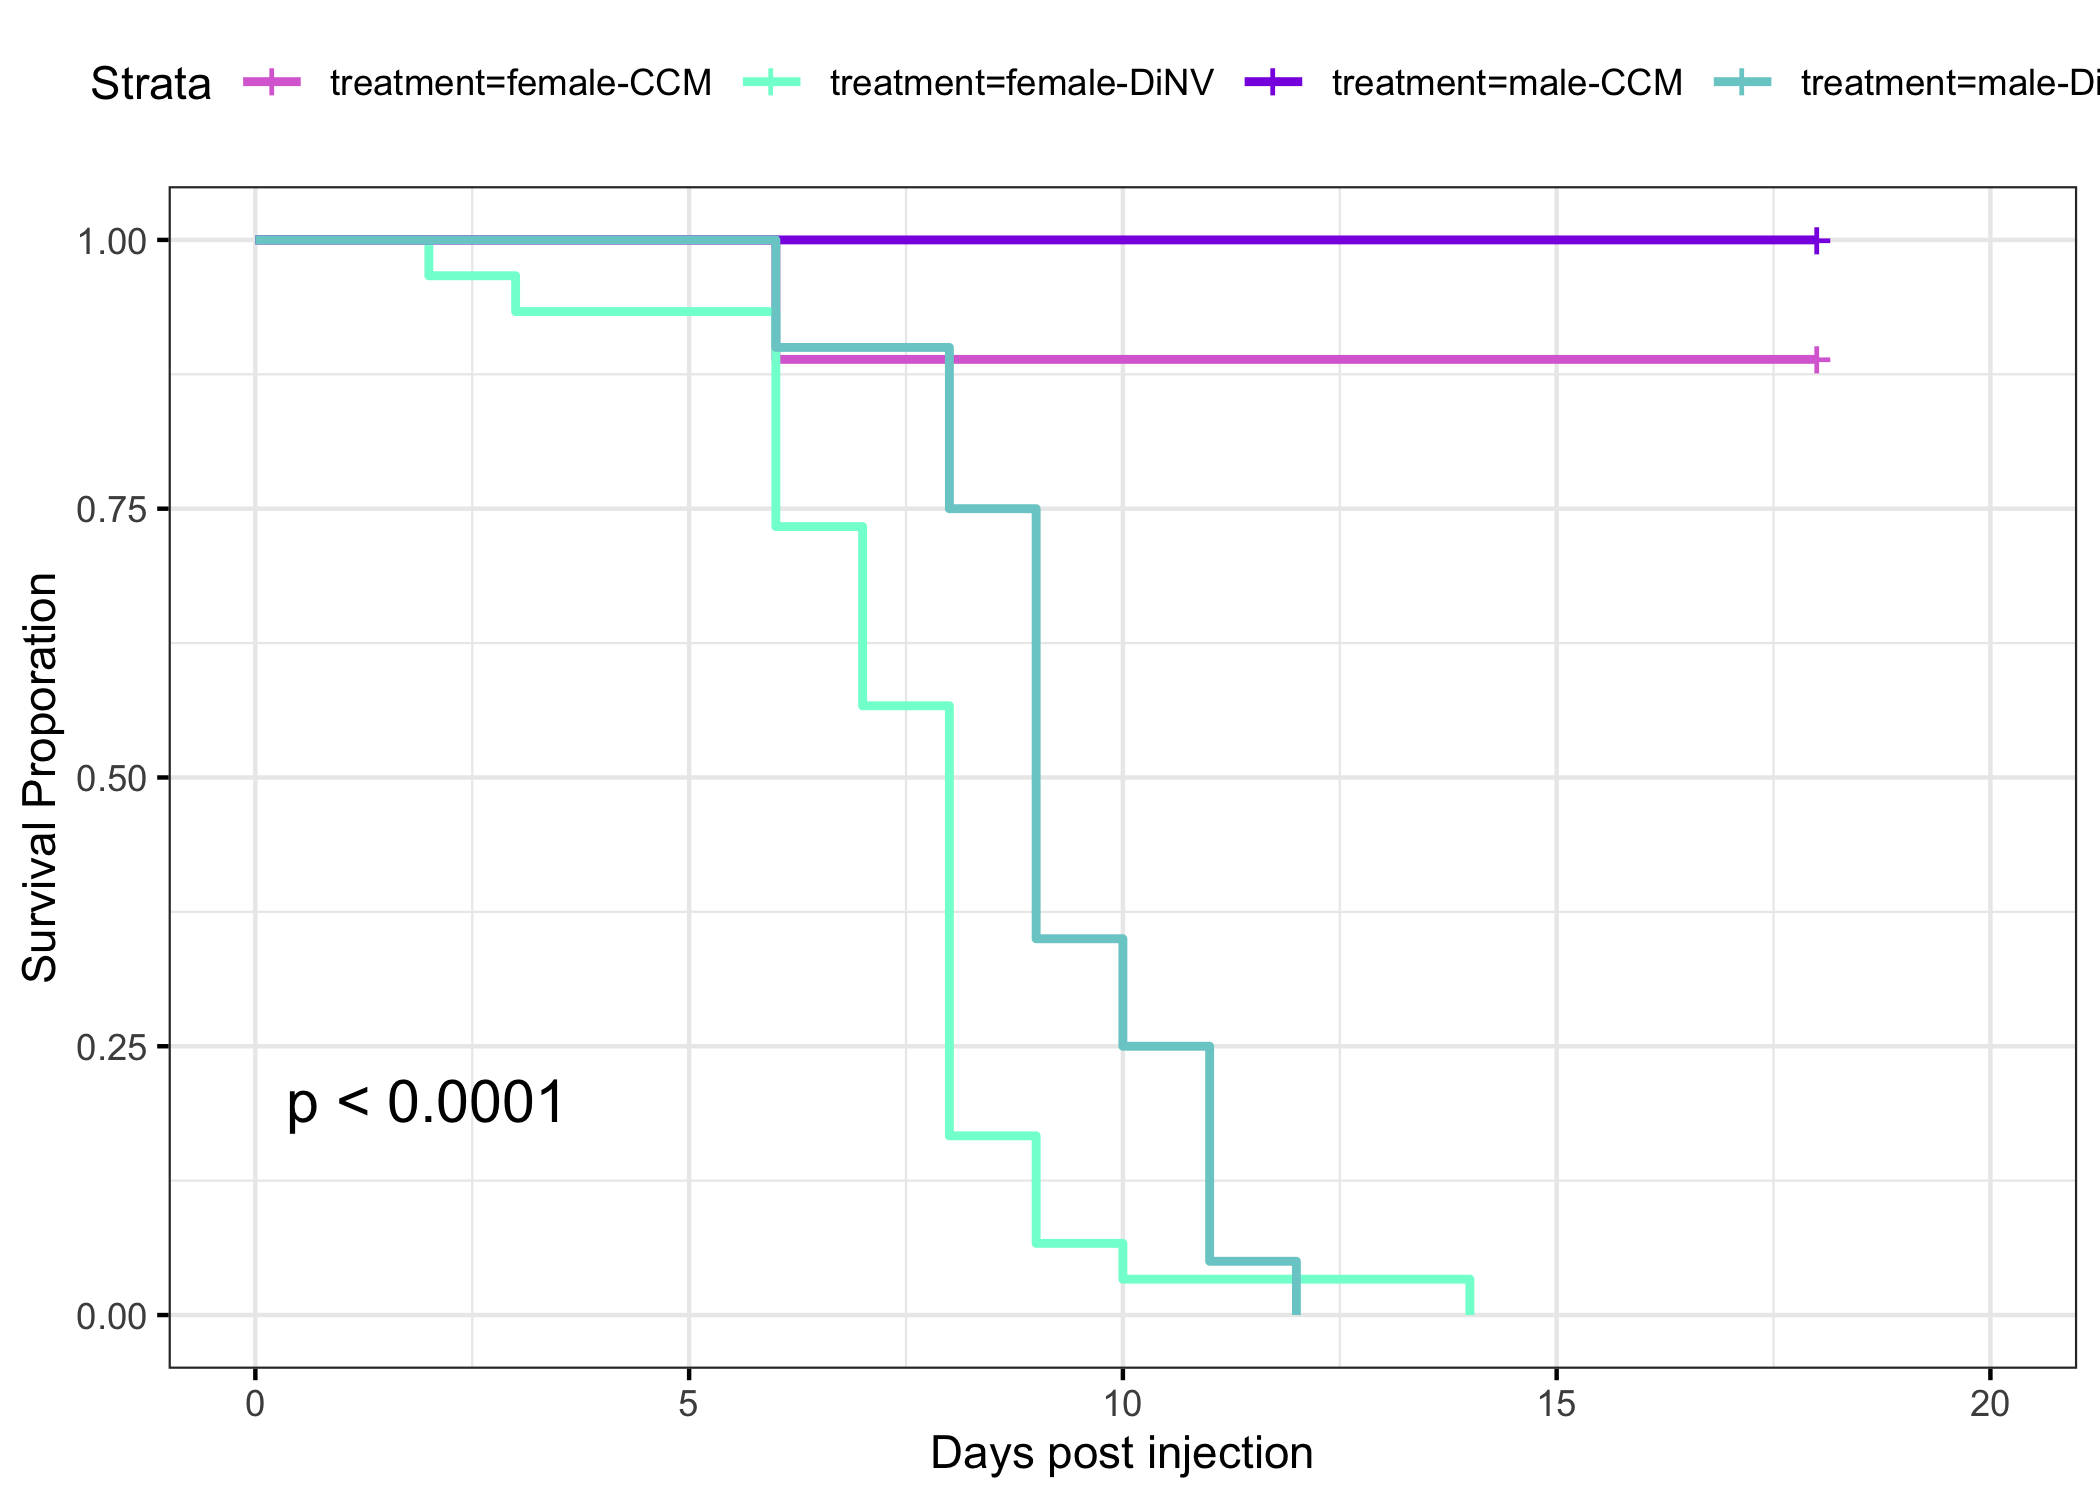 Strata treatment=female-CCM treatment=female-DiNV treatment=male-CCM treatment=male-Di
1.00
0.75
0.50
0.25
0.00
Survival Proporation
p < 0.0001
0 5 10 15 20
Days post injection